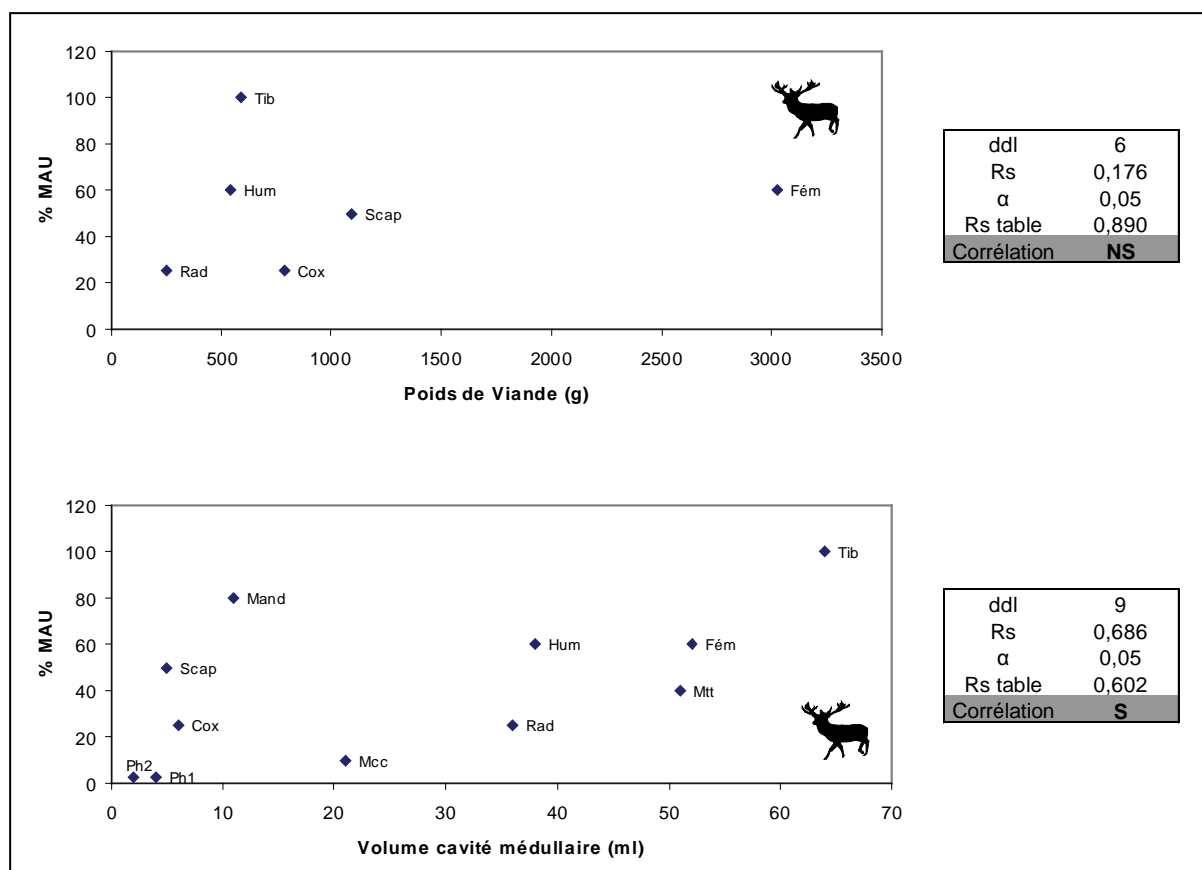 120
100
80
60
40
20
0
% MAU
Tib
Hum
Fém
Scap
Rad
Cox
0 500 1000 1500 2000 2500 3000 3500
Poids de Viande (g)
ddl 6
Rs 0,176
α 0,05
Rs table 0,890
Corrélation NS
120
100
80
60
40
20
0
% MAU
Tib
Mand
Hum
Fém
Scap
Mtt
Cox
Rad
Mcc
Ph2
Ph1
0 10 20 30 40 50 60 70
Volume cavité médullaire (ml)
ddl 9
Rs 0,686
α 0,05
Rs table 0,602
Corrélation S